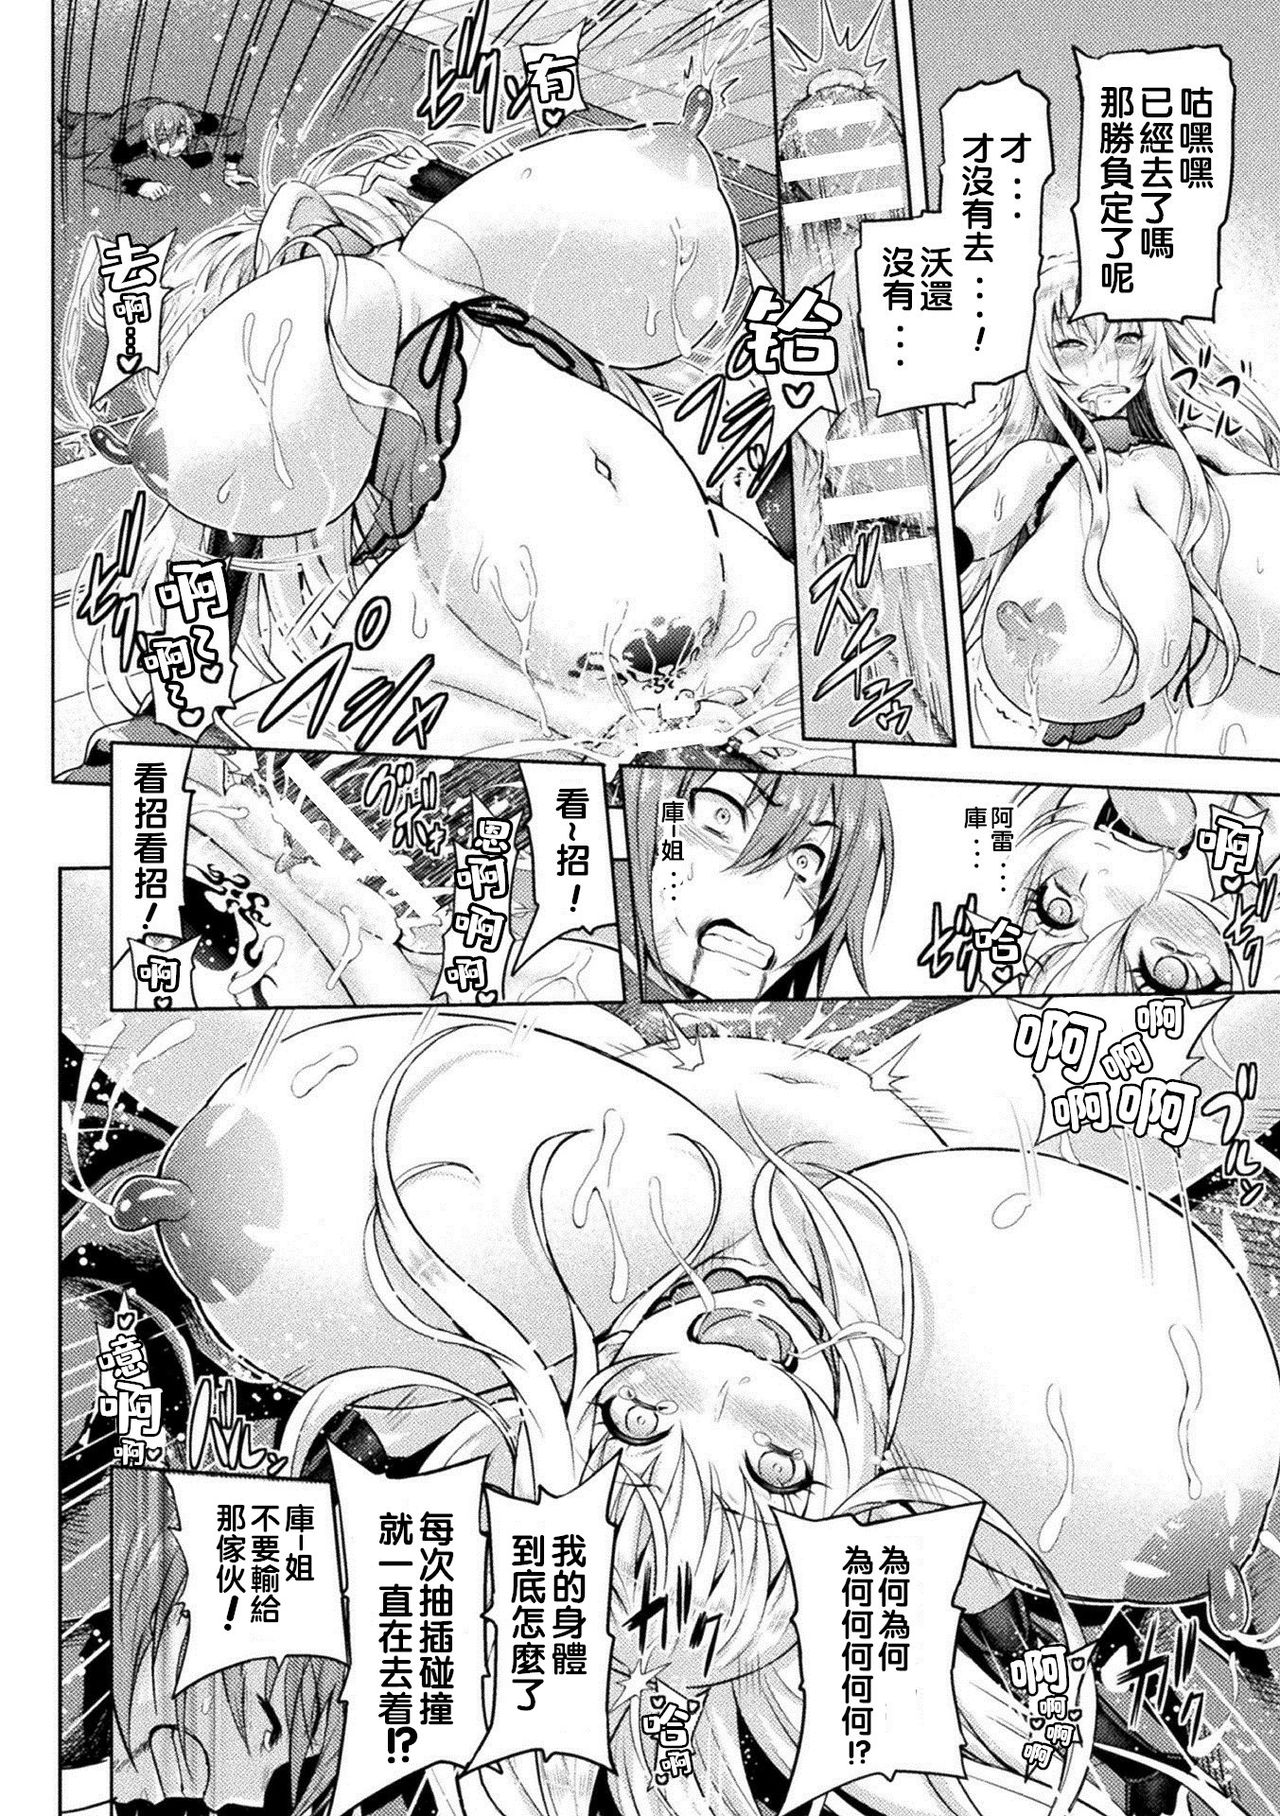 咕嘿嘿
已經去了嗎
那勝負定了呢
才...
才沒有去...!
沃還
沒有...
有
去
啊...
啊~
啊~
阿雷...
庫...
啊
哈
庫-姐...
看~招!
看招看招!
啊
啊
啊
啊
啊
啊
啊
啊
啊
為何為何
為何何何何何何!?
我的身體
到底怎麼了
每次抽插碰撞
就一直在去着!?
庫-姐
不要輸給
那傢伙!
噫
啊
啊
哈
啊
啊
啊
啊
啊